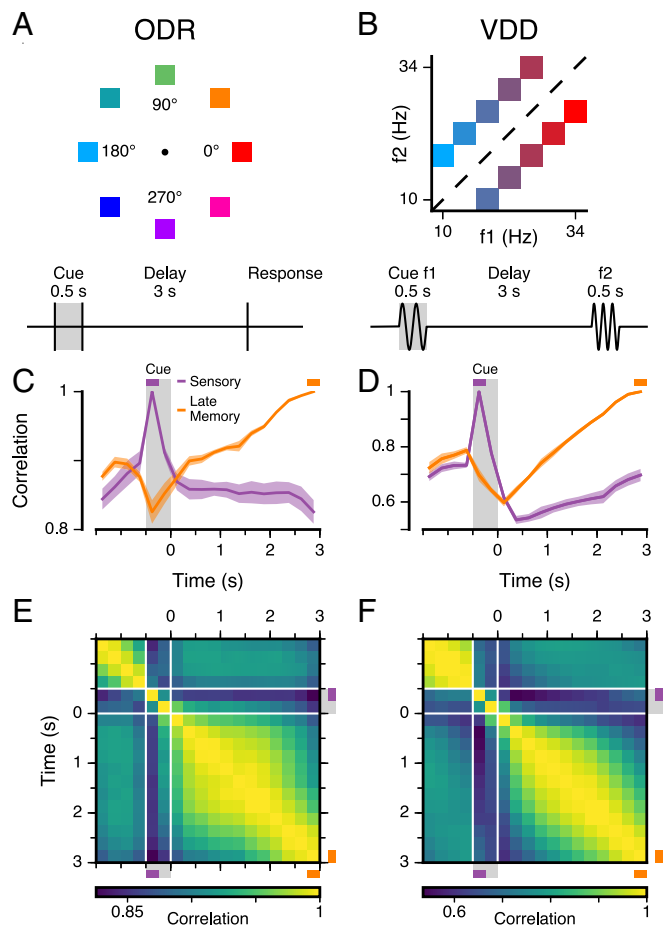 A ODR B VDD
90°
180° 0°
270°
34
f2 (Hz)
10
10 34
f1 (Hz)
Cue Delay Response
0.5 s 3 s
Cue f1 Delay f2
0.5 s 3 s 0.5 s
C D
Cue
Sensory
Late
Memory
1
Correlation
0.8
0 1 2 3
Time (s)
1
0.8
0.6
0 1 2 3
Time (s)
E F
0 1 2 3
0
1
2
3
Time (s)
0.85 1
Correlation
0 1 2 3
0
1
2
3
0.6 1
Correlation